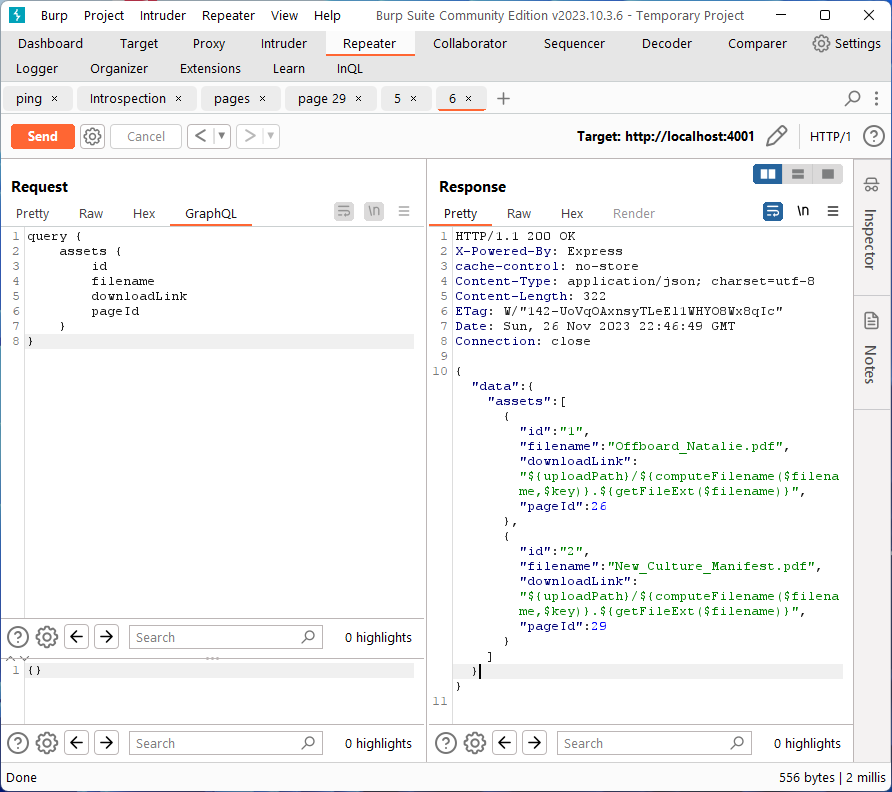 Burp Project Intruder Repeater View Help Burp Suite Community Edition v2023.10.3.6 - Temporary Project
Dashboard Target Proxy Intruder Repeater Collaborator Sequencer Decoder Comparer Settings
Logger Organizer Extensions Learn InQL
ping × Introspection × pages × page 29 × 5 × 6 × +
Send Cancel < > Target: http://localhost:4001 HTTP/1 ?
Request
Pretty Raw Hex GraphQL \n
1 query {
2 assets {
3 id
4 filename
5 downloadLink
6 pageId
7 }
8 }
? Search 0 highlights
1 {}
? Search 0 highlights
Response
Pretty Raw Hex Render \n
1 HTTP/1.1 200 OK
2 X-Powered-By: Express
3 cache-control: no-store
4 Content-Type: application/json; charset=utf-8
5 Content-Length: 322
6 ETag: W/"142-UoVqOAxnsyTLeEl1WHYO8Wx8qIc"
7 Date: Sun, 26 Nov 2023 22:46:49 GMT
8 Connection: close
9
10 {
"data":{
"assets":[
{
"id":"1",
"filename":"Offboard_Natalie.pdf",
"downloadLink":
"${uploadPath}/${computeFilename($filena
me,$key)}.${getFileExt($filename)}",
"pageId":26
},
{
"id":"2",
"filename":"New_Culture_Manifest.pdf",
"downloadLink":
"${uploadPath}/${computeFilename($filena
me,$key)}.${getFileExt($filename)}",
"pageId":29
}
]
}
}
11
? Search 0 highlights
Inspector
Notes
Done 556 bytes | 2 millis